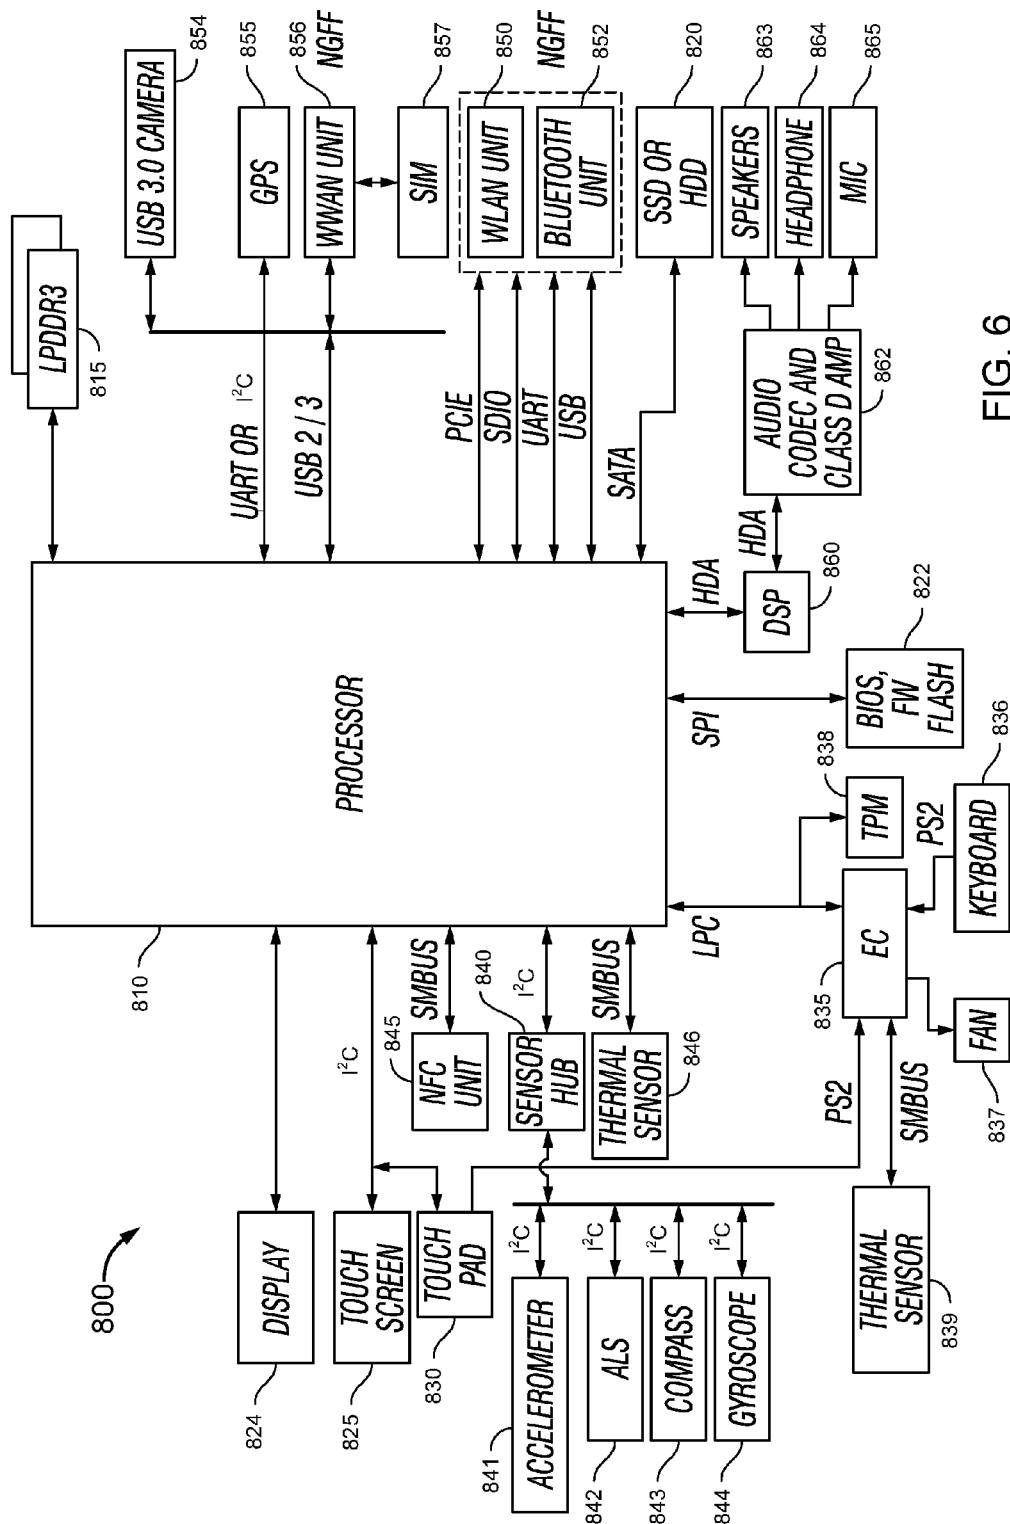 800
LPDDR3
815
USB 3.0 CAMERA
854
GPS
855
WWAN UNIT
856
NGFF
SIM
857
WLAN UNIT
850
BLUETOOTH
UNIT
852
NGFF
SSD OR
HDD
820
SPEAKERS
863
HEADPHONE
864
MIC
865
UART OR
I²C
USB 2 / 3
PCIE
SDIO
UART
USB
SATA
AUDIO
CODEC AND
CLASS D AMP
862
HDA
DSP
860
HDA
PROCESSOR
810
SPI
BIOS,
FW
FLASH
822
LPC
TPM
838
EC
835
PS2
KEYBOARD
836
FAN
837
PS2
SMBUS
THERMAL
SENSOR
839
DISPLAY
824
I²C
TOUCH
SCREEN
825
TOUCH
PAD
830
SMBUS
NFC
UNIT
845
I²C
SENSOR
HUB
840
SMBUS
THERMAL
SENSOR
846
I²C
ACCELEROMETER
841
I²C
ALS
842
I²C
COMPASS
843
I²C
GYROSCOPE
844
FIG. 6